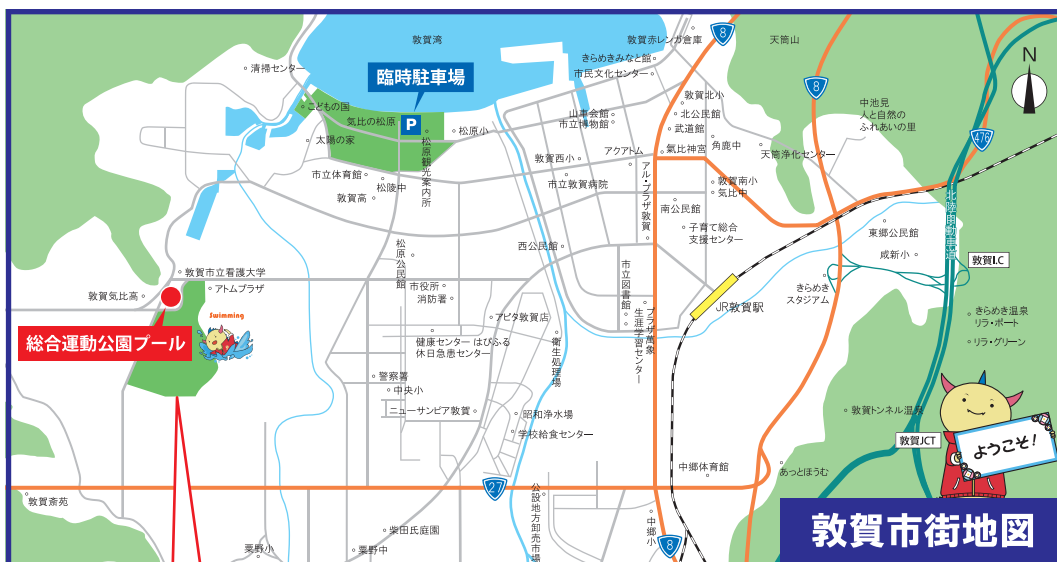 敦賀湾
敦賀赤レンガ倉庫
8
天筒山
きらめきみなと館
清掃センター
臨時駐車場
市民文化センター
N
8
こどもの国
気比の松原
P
松原小
山車会館
市立博物館
敦賀北小
北公民館
武道館
角鹿中
中池見
人と自然の
ふれあいの里
476
太陽の家
松原観光案内所
敦賀西小
アクアトム
氣比神宮
天筒浄化センター
市立体育館
松陵中
敦賀高
市立敦賀病院
アル・プラザ敦賀
敦賀南小
気比中
南公民館
子育て総合
支援センター
北陸自動車道
東郷公民館
咸新小
敦賀I.C
松原公民館
西公民館
市立図書館
敦賀市立看護大学
アトムプラザ
敦賀気比高
市役所
消防署
きらめき
スタジアム
JR敦賀駅
きらめき温泉
リラ・ポート
リラ・グリーン
Swimming
総合運動公園プール
アピタ敦賀店
プラザ萬象
生涯学習センター
健康センター はぴふる
休日急患センター
衛生処理場
警察署
中央小
ニューサンピア敦賀
昭和浄水場
学校給食センター
敦賀トンネル温泉
敦賀JCT
ようこそ!
中郷体育館
あっとほうむ
27
敦賀斎苑
公設地方卸売市場
柴田氏庭園
中郷小
8
粟野小
粟野中
敦賀市街地図